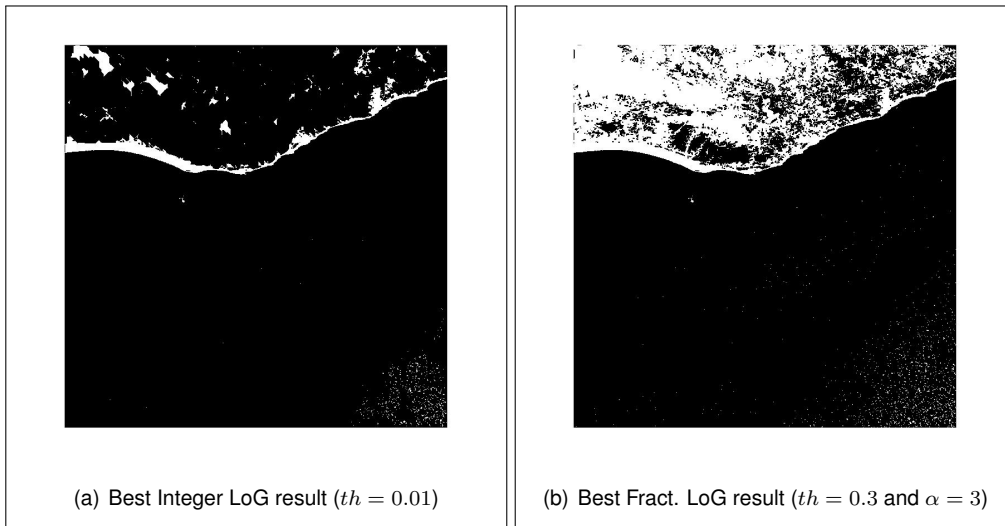 (a) Best Integer LoG result (th = 0.01)
(b) Best Fract. LoG result (th = 0.3 and α = 3)